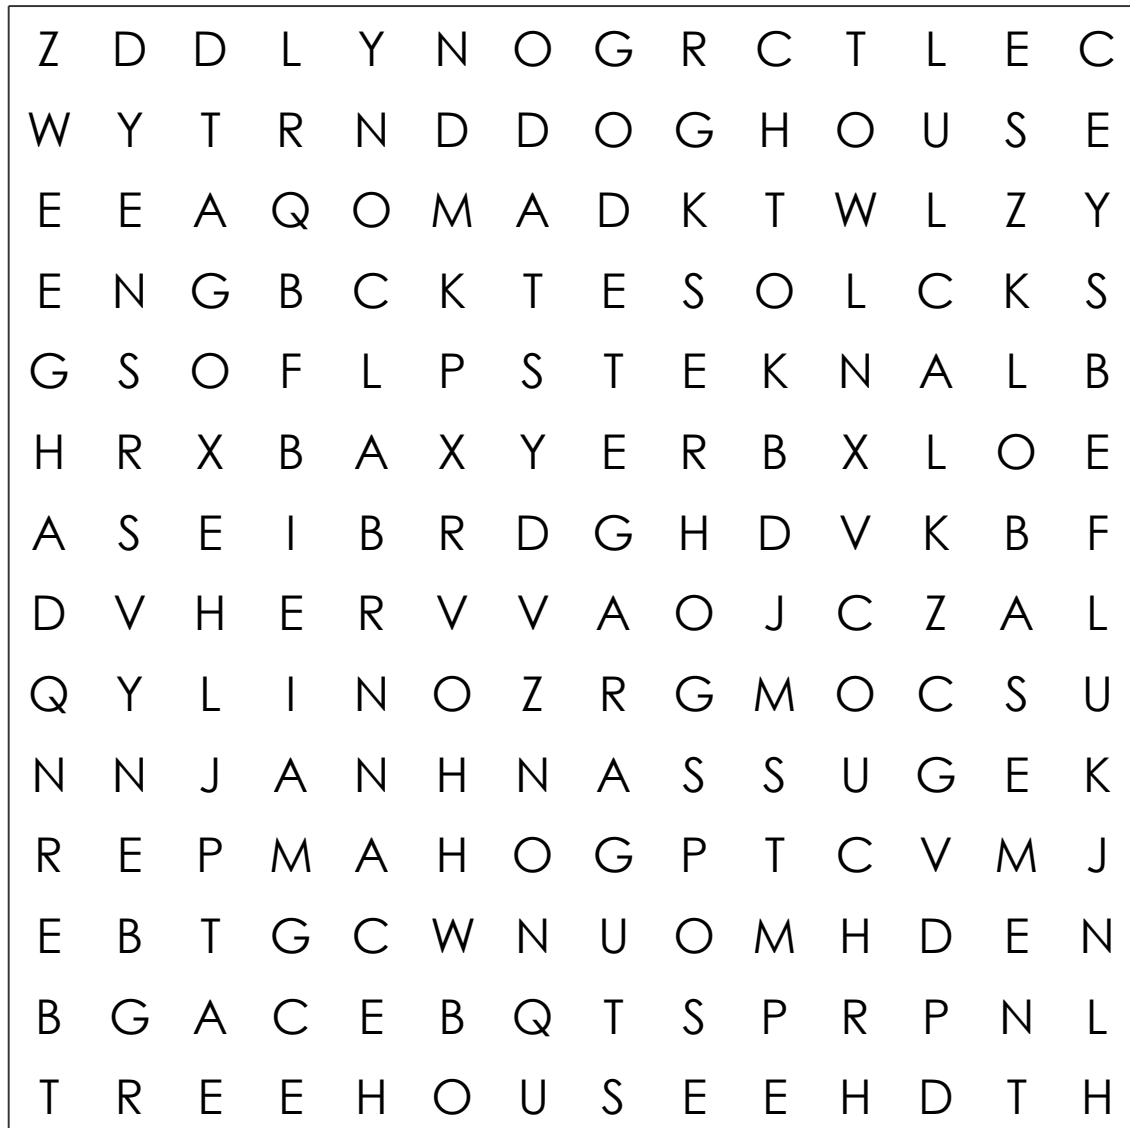 Z D D L Y N O G R C T L E C
W Y T R N D D O G H O U S E
E E A Q O M A D K T W L Z Y
E N G B C K T E S O L C K S
G S O F L P S T E K N A L B
H R X B A X Y E R B X L O E
A S E I B R D G H D V K B F
D V H E R V V A O J C Z A L
Q Y L I N O Z R G M O C S U
N N J A N H N A S S U G E K
R E P M A H O G P T C V M J
E B T G C W N U O M H D E N
B G A C E B Q T S P R P N L
T R E E H O U S E E H D T H